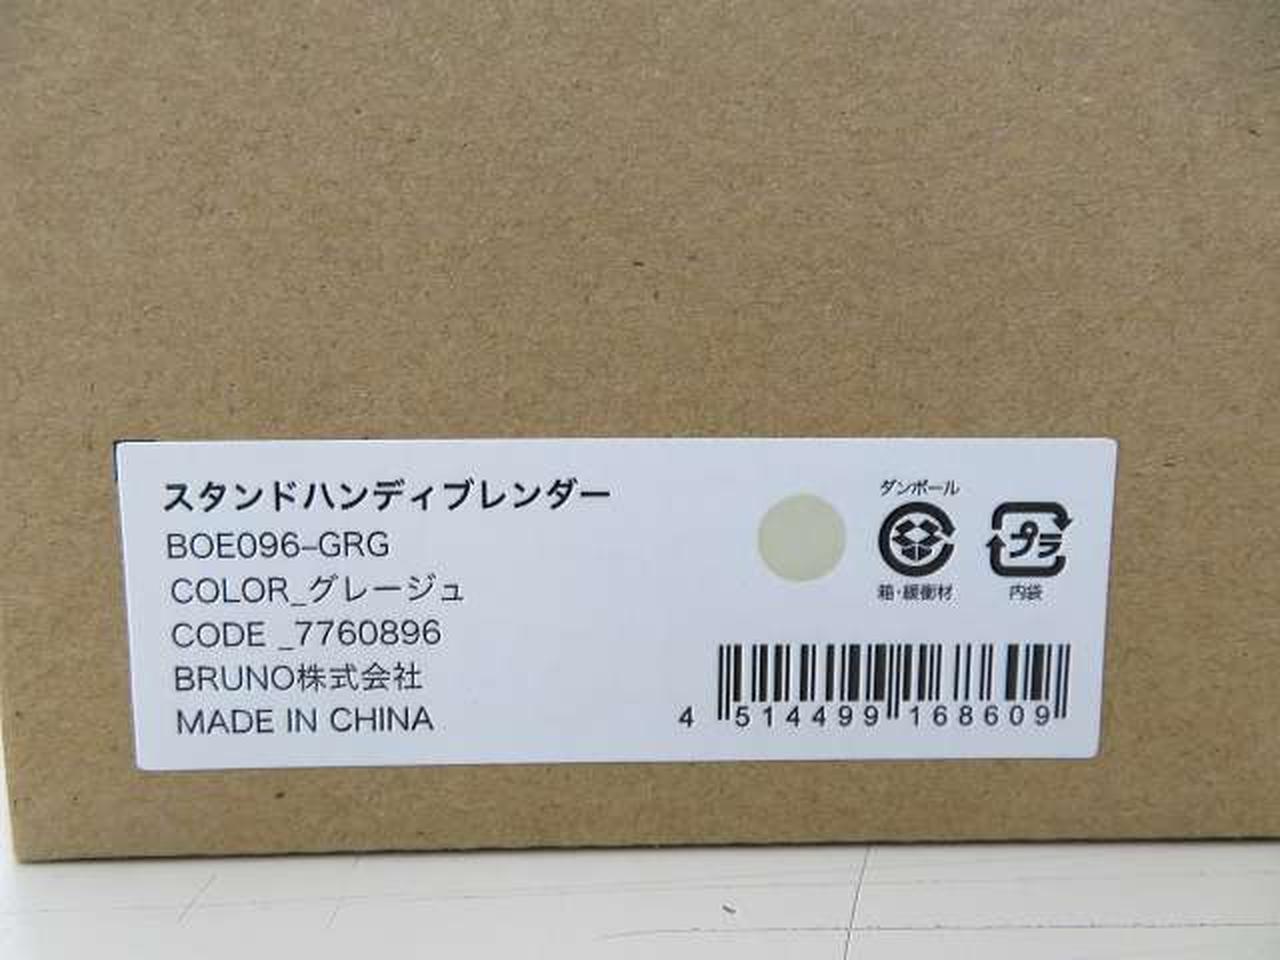 スタンドハンディブレンダー
BOE096-GRG
COLOR_グレージュ
CODE _7760896
BRUNO株式会社
MADE IN CHINA
ダンボール
箱・緩衝材
プラ
内袋
4 514499 168609